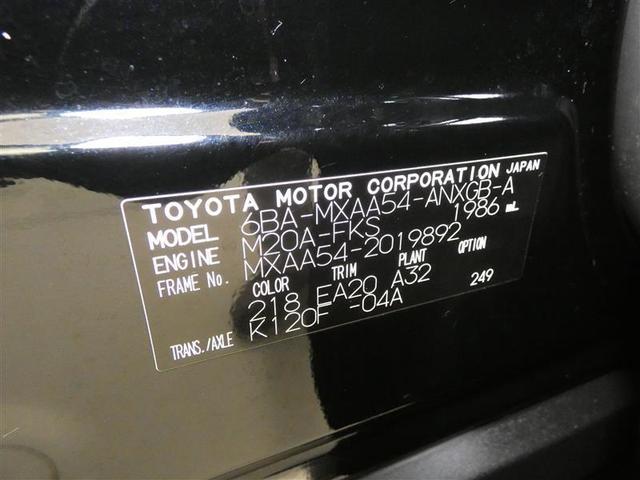 TOYOTA MOTOR CORPORATION JAPAN
MODEL 6BA-MXAA54-ANXGB-A
ENGINE M20A-FKS 1986 mL
FRAME No. MXAA54-2019892
COLOR TRIM PLANT OPTION
218 EA20 A32 249
TRANS./AXLE K120F -04A